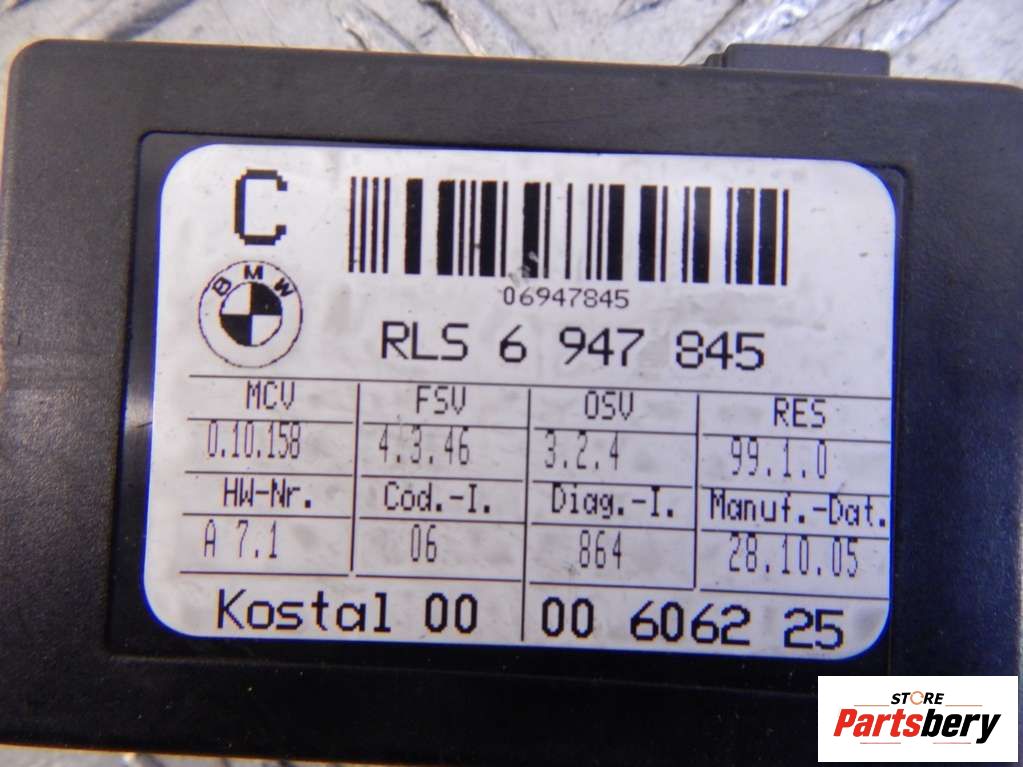 C
06947845
BMW
RLS 6 947 845
MCV FSV OSV RES
0.10.158 4.3.46 3.2.4 99.1.0
HW-Nr. Cod.-I. Diag.-I. Manuf.-Dat.
A 7.1 06 864 28.10.05
Kostal 00 00 6062 25
STORE
Partsbery